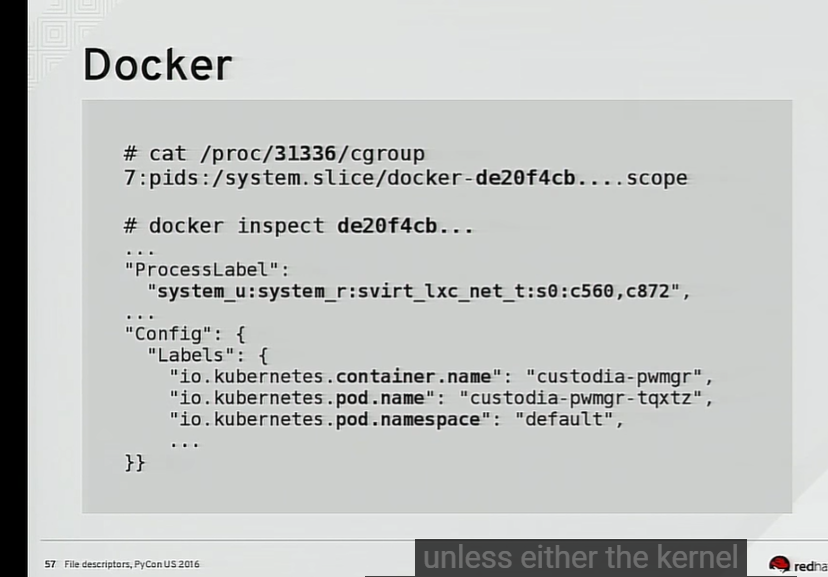 Docker
# cat /proc/31336/cgroup
7:pids:/system.slice/docker-de20f4cb....scope
# docker inspect de20f4cb...
...
"ProcessLabel":
"system_u:system_r:svirt_lxc_net_t:s0:c560,c872",
...
"Config": {
"Labels": {
"io.kubernetes.container.name": "custodia-pwmgr",
"io.kubernetes.pod.name": "custodia-pwmgr-tqxtz",
"io.kubernetes.pod.namespace": "default",
...
}}
57 File descriptors, PyCon US 2016
unless either the kernel
redha